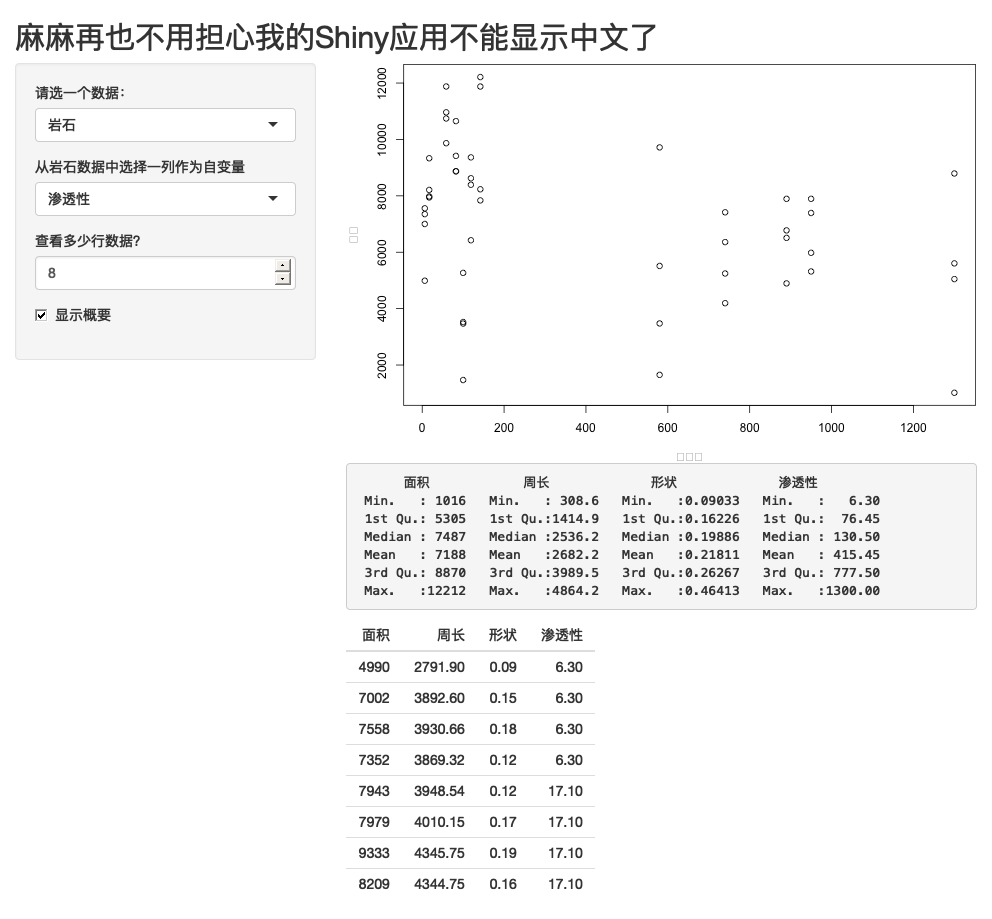 麻麻再也不用担心我的Shiny应用不能显示中文了
请选一个数据：
岩石
从岩石数据中选择一列作为自变量
渗透性
查看多少行数据?
8
显示概要
12000
10000
8000
6000
4000
2000
0 200 400 600 800 1000 1200
面积 周长 形状 渗透性
Min. : 1016 Min. : 308.6 Min. :0.09033 Min. : 6.30
1st Qu.: 5305 1st Qu.:1414.9 1st Qu.:0.16226 1st Qu.: 76.45
Median : 7487 Median :2536.2 Median :0.19886 Median : 130.50
Mean : 7188 Mean :2682.2 Mean :0.21811 Mean : 415.45
3rd Qu.: 8870 3rd Qu.:3989.5 3rd Qu.:0.26267 3rd Qu.: 777.50
Max. :12212 Max. :4864.2 Max. :0.46413 Max. :1300.00
面积 周长 形状 渗透性
4990 2791.90 0.09 6.30
7002 3892.60 0.15 6.30
7558 3930.66 0.18 6.30
7352 3869.32 0.12 6.30
7943 3948.54 0.12 17.10
7979 4010.15 0.17 17.10
9333 4345.75 0.19 17.10
8209 4344.75 0.16 17.10